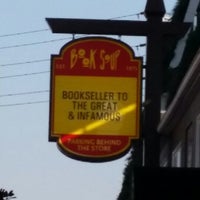 BOOK SOUP
EST. 1975
BOOKSELLER TO
THE GREAT
& INFAMOUS
PARKING BEHIND
THE STORE